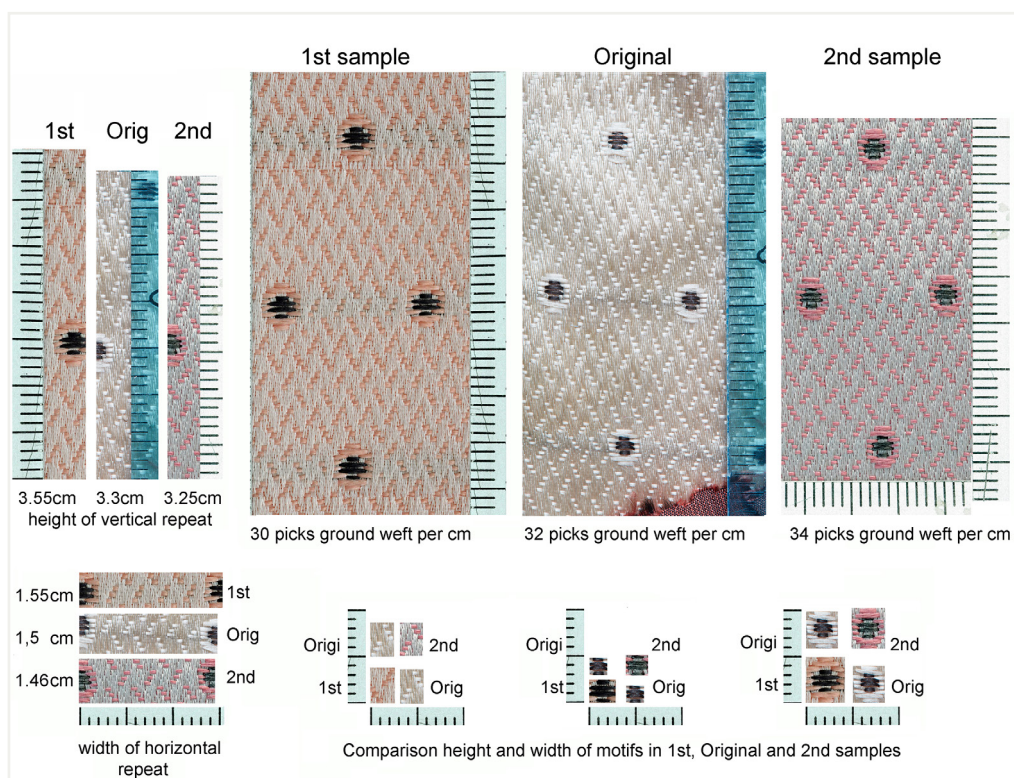 1st sample
Original
2nd sample
1st
Orig
2nd
3.55cm
3.3cm
3.25cm
height of vertical repeat
30 picks ground weft per cm
32 picks ground weft per cm
34 picks ground weft per cm
1.55cm
1st
1,5 cm
Orig
1.46cm
2nd
width of horizontal
repeat
Origi
2nd
1st
Orig
Origi
2nd
1st
Orig
Origi
2nd
1st
Orig
Comparison height and width of motifs in 1st, Original and 2nd samples